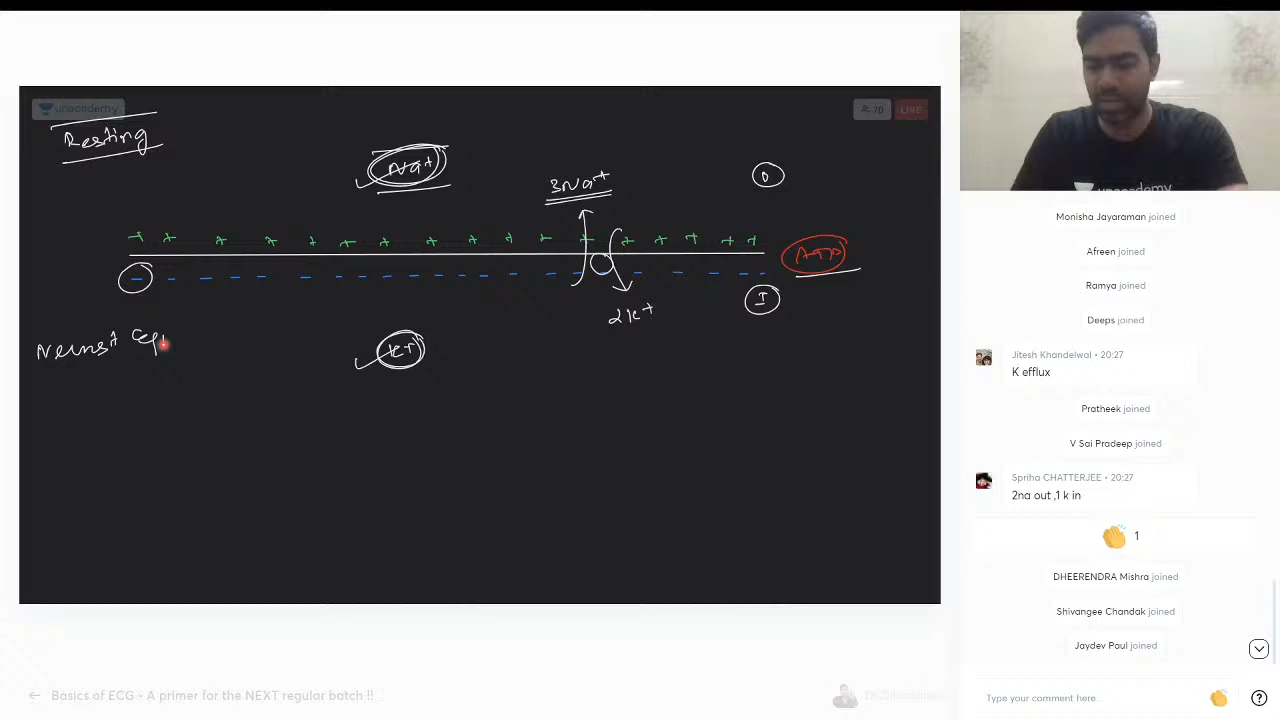 unacademy
70
LIVE
Resting
Na+
3Na+
O
+ + + + + + + + + + + + + + + + +
- - - - - - - - - - - - - - - - -
I
2K+
Nernst Eq
K+
unacademy
Monisha Jayaraman joined
Afreen joined
Ramya joined
Deeps joined
Jitesh Khandelwal • 20:27
K efflux
Pratheek joined
V Sai Pradeep joined
Spriha CHATTERJEE • 20:27
2na out ,1 k in
1
DHEERENDRA Mishra joined
Shivangee Chandak joined
Jaydev Paul joined
← Basics of ECG - A primer for the NEXT regular batch !!
Type your comment here...